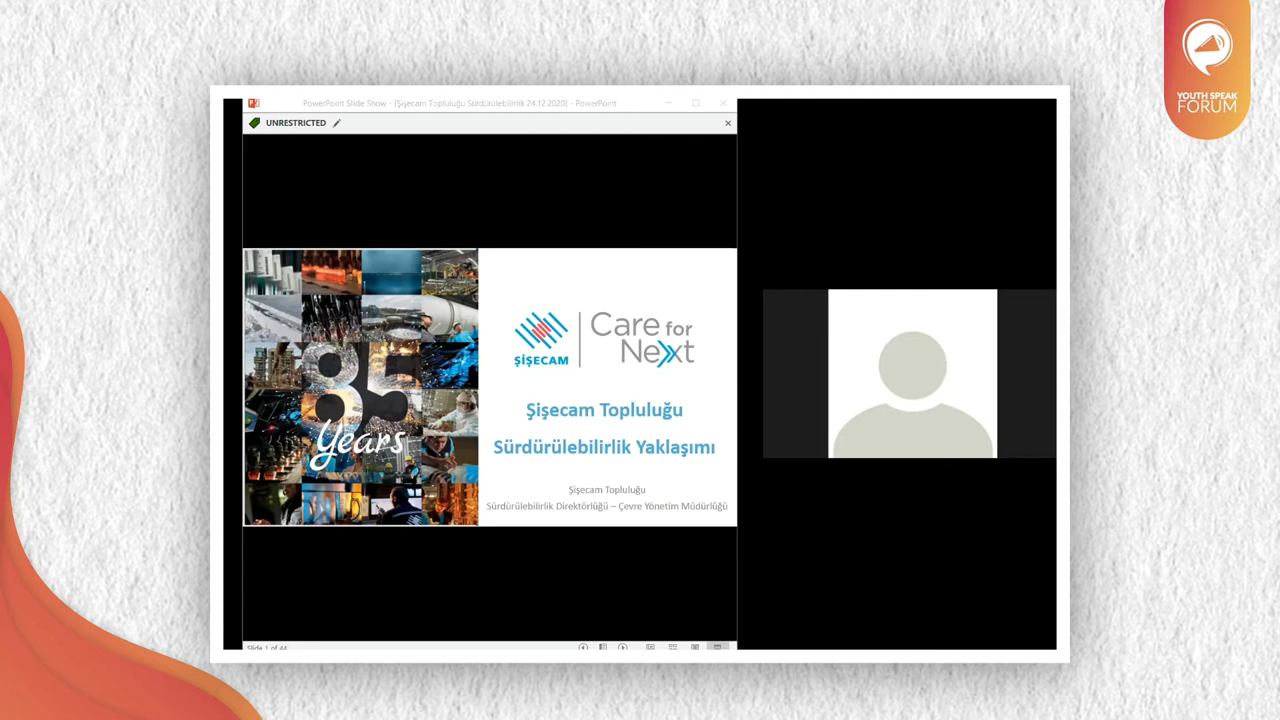 YOUTH SPEAK
FORUM
PowerPoint Slide Show - [Şişecam Topluluğu Sürdürülebilirlik 24.12.2020] - PowerPoint
UNRESTRICTED
85
Years
ŞİŞECAM
Care for
Next
Şişecam Topluluğu
Sürdürülebilirlik Yaklaşımı
Şişecam Topluluğu
Sürdürülebilirlik Direktörlüğü – Çevre Yönetim Müdürlüğü
Slide 1 of 44